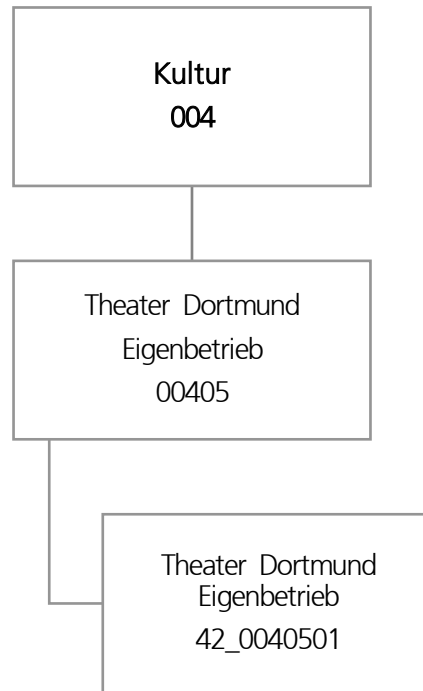 Kultur
004
Theater Dortmund
Eigenbetrieb
00405
Theater Dortmund
Eigenbetrieb
42_0040501